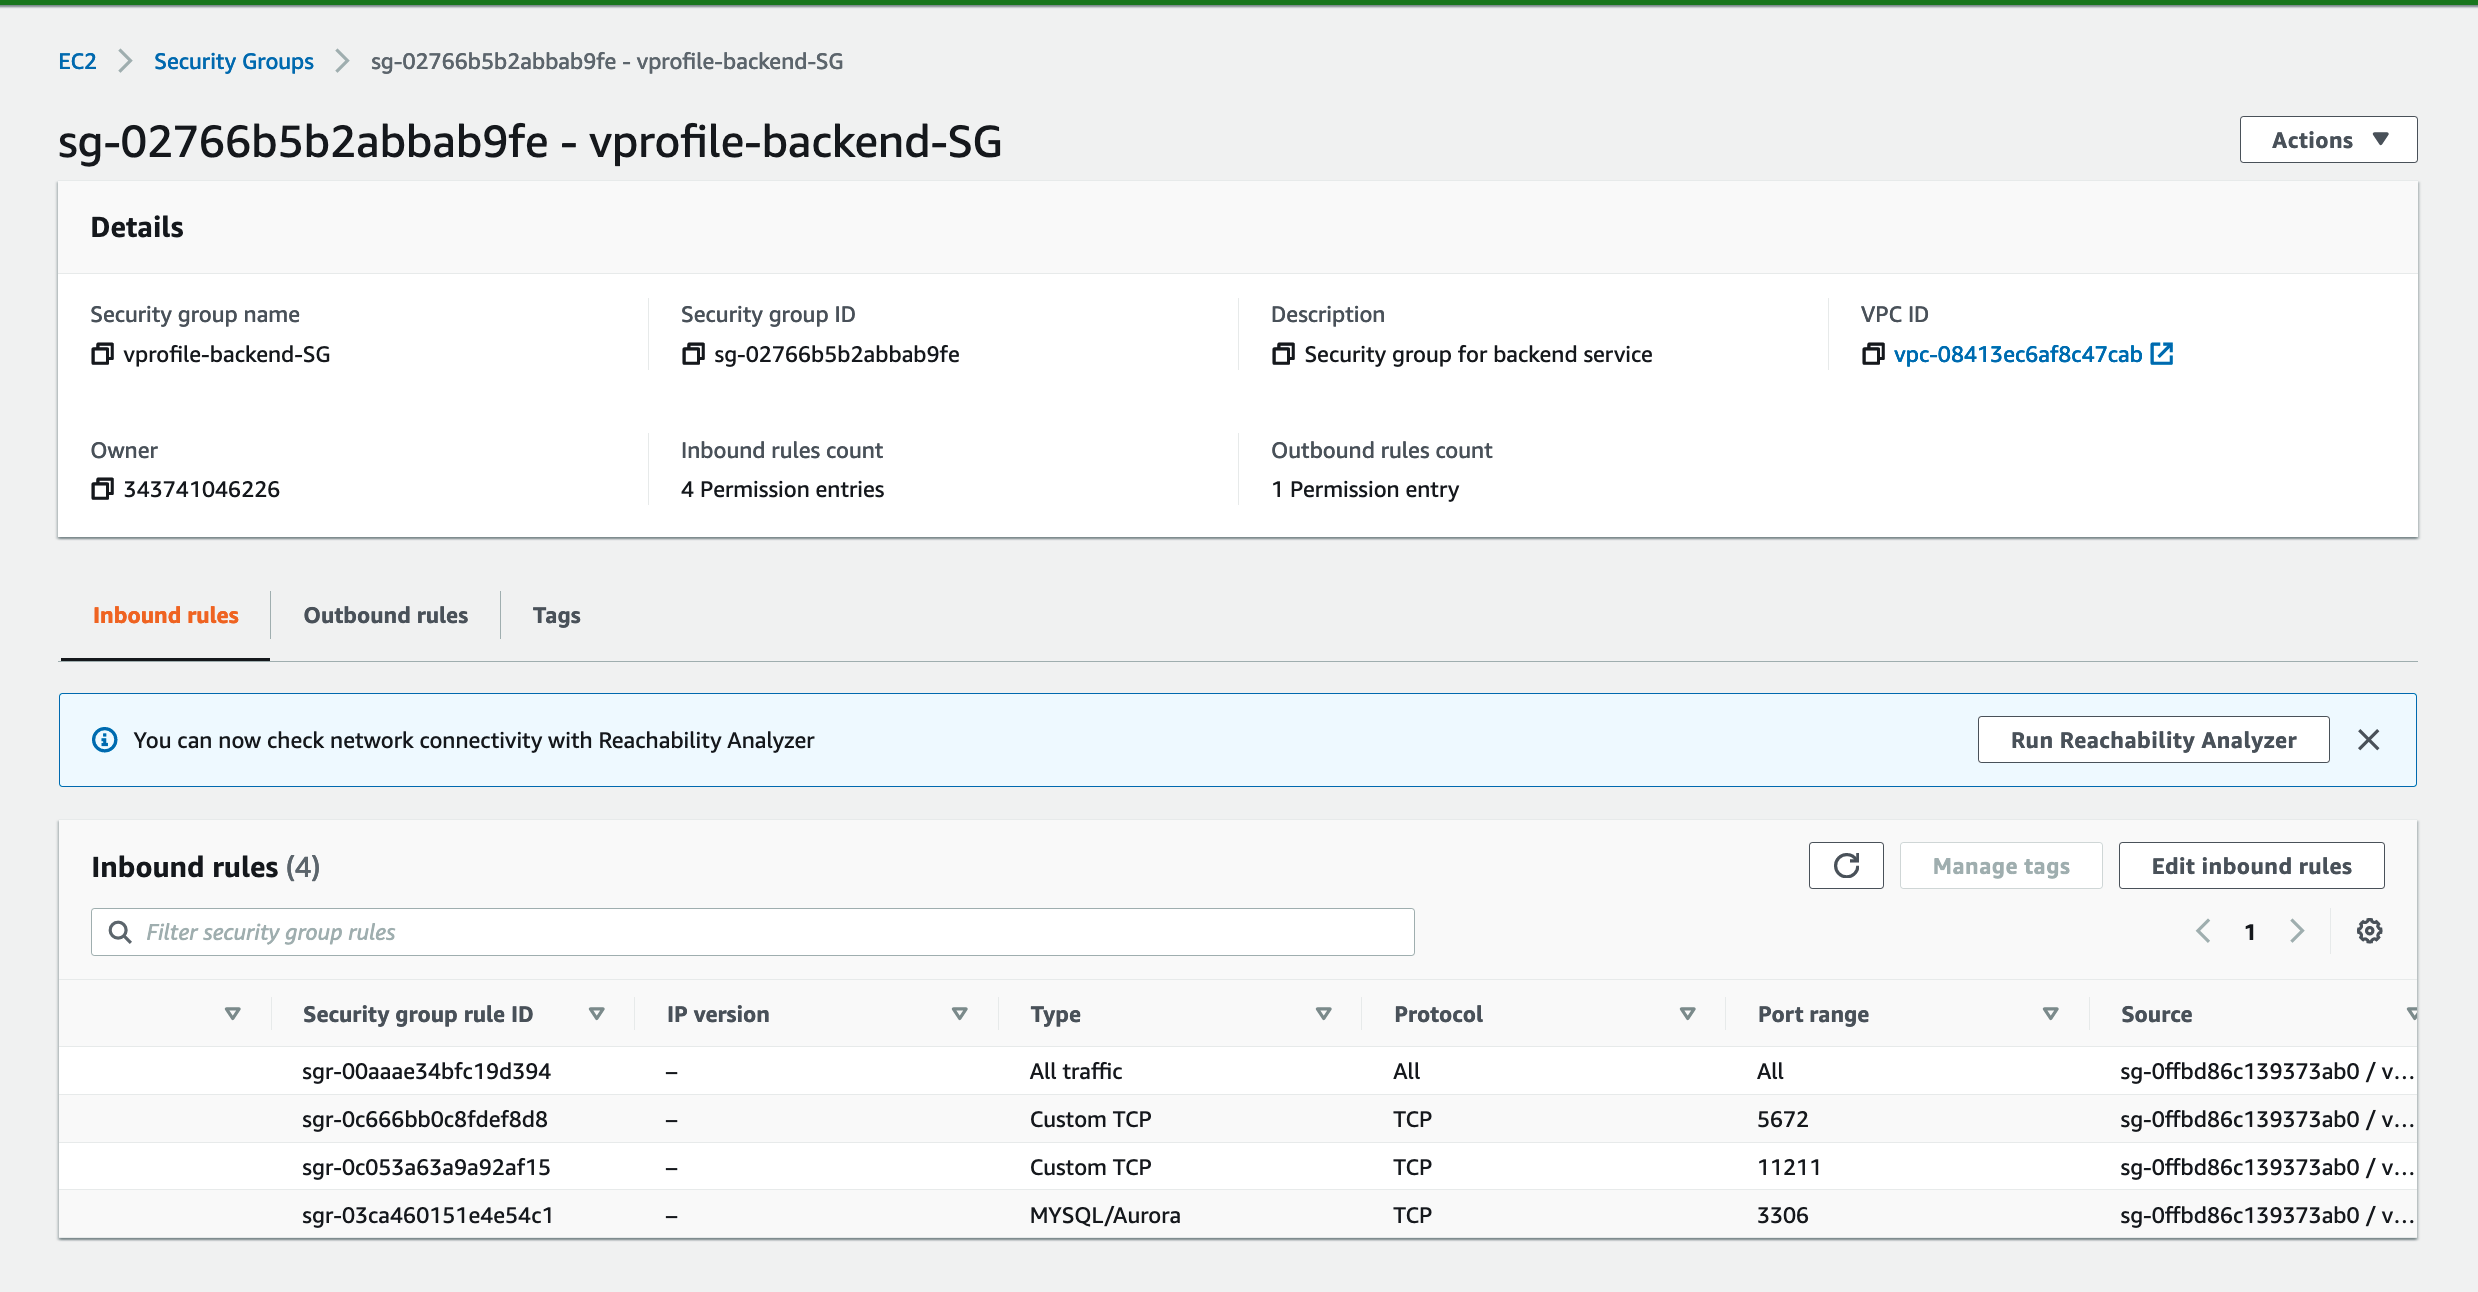 EC2 > Security Groups > sg-02766b5b2abbab9fe - vprofile-backend-SG
sg-02766b5b2abbab9fe - vprofile-backend-SG
Actions
Details
Security group name
vprofile-backend-SG
Security group ID
sg-02766b5b2abbab9fe
Description
Security group for backend service
VPC ID
vpc-08413ec6af8c47cab
Owner
343741046226
Inbound rules count
4 Permission entries
Outbound rules count
1 Permission entry
Inbound rules Outbound rules Tags
You can now check network connectivity with Reachability Analyzer
Run Reachability Analyzer
Inbound rules (4)
Manage tags
Edit inbound rules
Filter security group rules
1
Security group rule ID IP version Type Protocol Port range Source
sgr-00aaae34bfc19d394 – All traffic All All sg-0ffbd86c139373ab0 / v...
sgr-0c666bb0c8fdef8d8 – Custom TCP TCP 5672 sg-0ffbd86c139373ab0 / v...
sgr-0c053a63a9a92af15 – Custom TCP TCP 11211 sg-0ffbd86c139373ab0 / v...
sgr-03ca460151e4e54c1 – MYSQL/Aurora TCP 3306 sg-0ffbd86c139373ab0 / v...